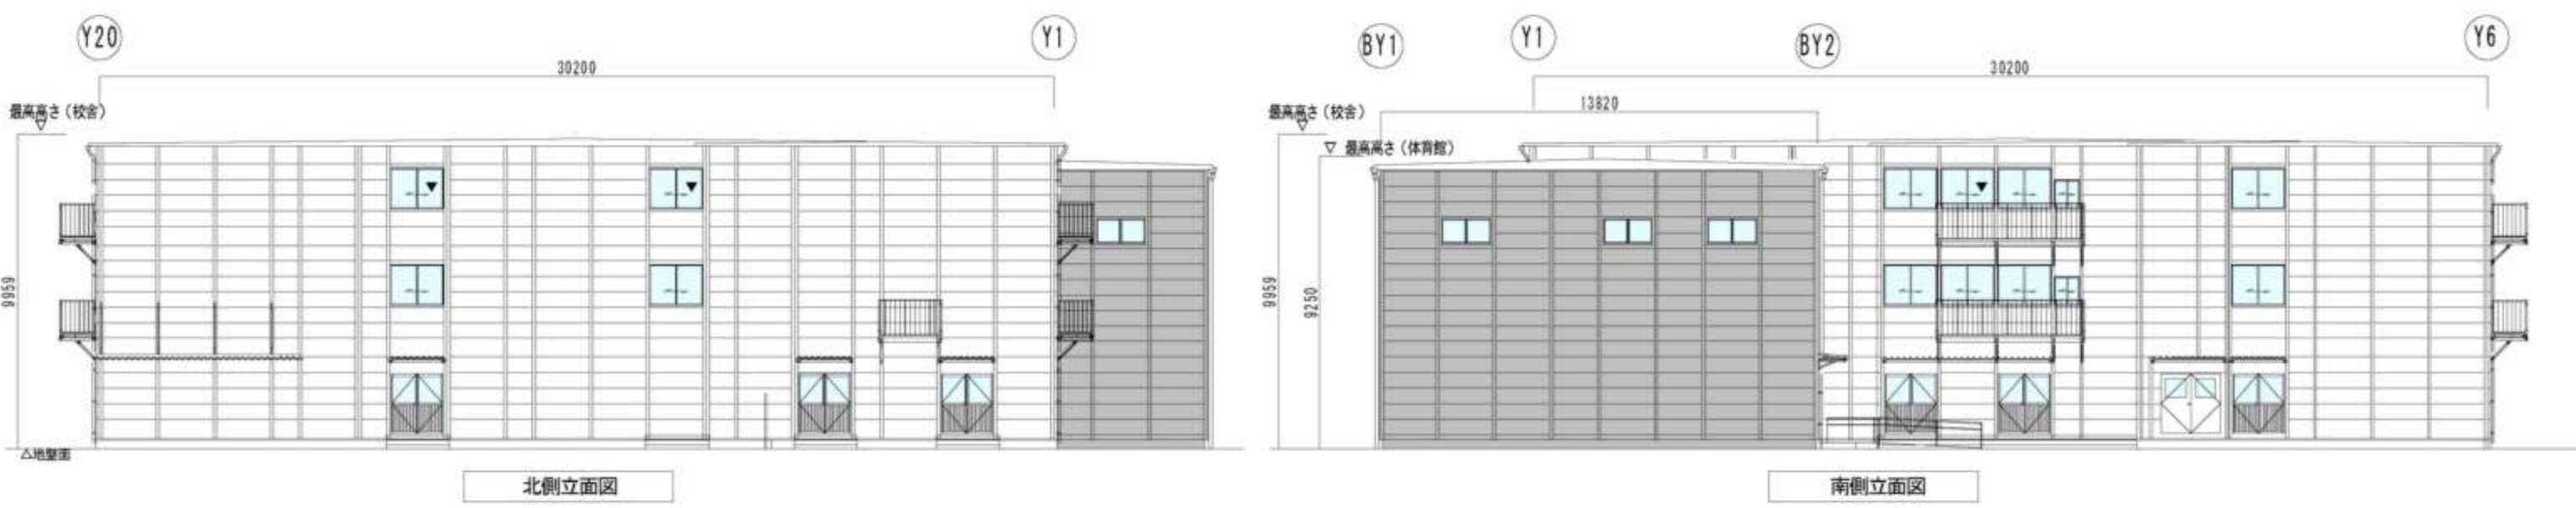 Y20
Y1
30200
最高高さ（校舎）
9959
△地盤面
北側立面図
BY1
Y1
BY2
Y6
30200
13820
最高高さ（校舎）
最高高さ（体育館）
9959
9250
南側立面図